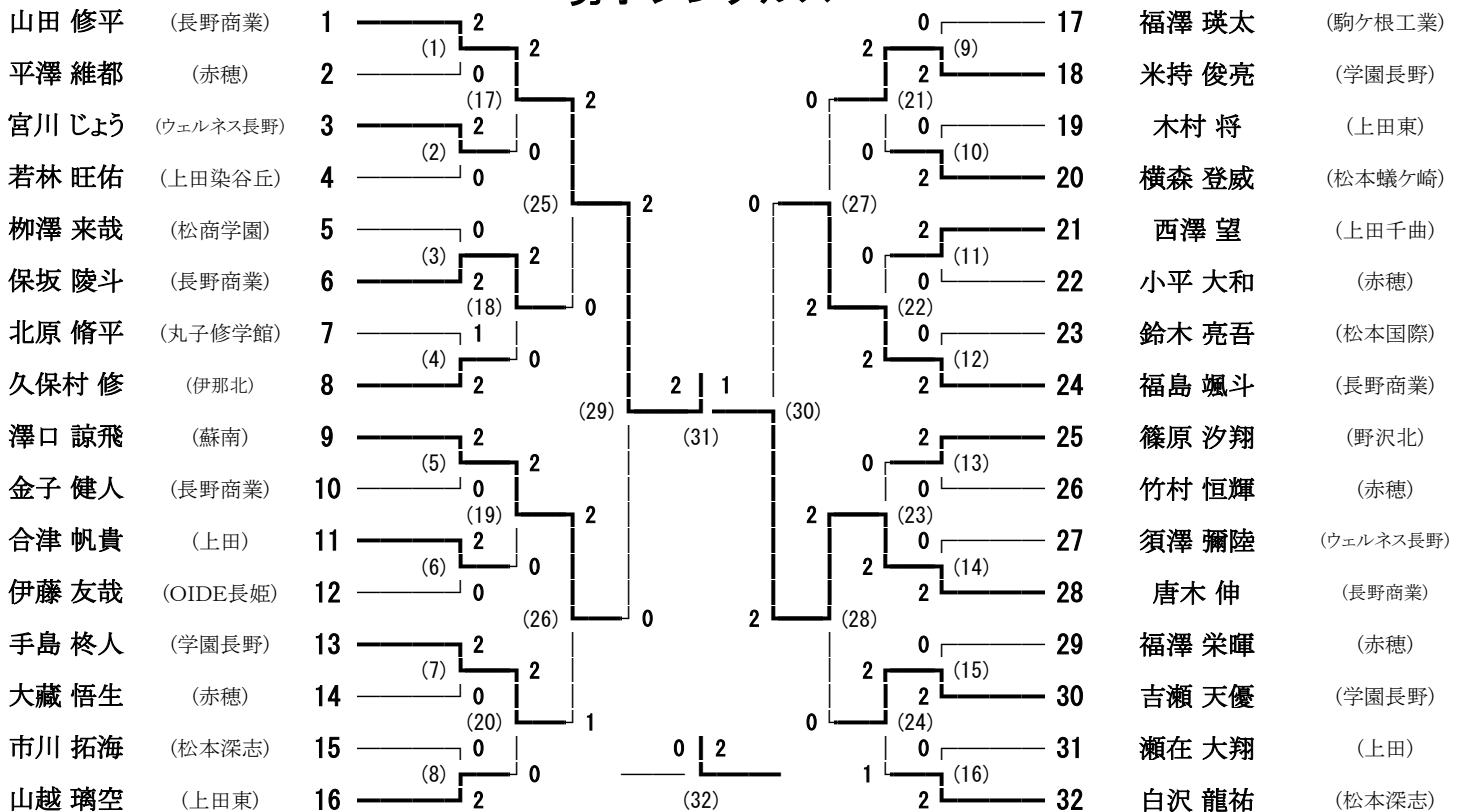 山田 修平 (長野商業) 1 2 0 17 福澤 瑛太 (駒ケ根工業)
(1) 2 2 (9)
平澤 維都 (赤穂) 2 0 2 18 米持 俊亮 (学園長野)
(17) 2 0 (21)
宮川 じょう (ウェルネス長野) 3 2 0 19 木村 将 (上田東)
(2) 0 0 (10)
若林 旺佑 (上田染谷丘) 4 0 2 20 横森 登威 (松本蟻ケ崎)
(25) 2 0 (27)
栁澤 来哉 (松商学園) 5 0 2 21 西澤 望 (上田千曲)
(3) 2 0 (11)
保坂 陵斗 (長野商業) 6 2 0 22 小平 大和 (赤穂)
(18) 0 2 (22)
北原 脩平 (丸子修学館) 7 1 0 23 鈴木 亮吾 (松本国際)
(4) 0 2 (12)
久保村 修 (伊那北) 8 2 2 1 2 24 福島 颯斗 (長野商業)
(29) (30)
澤口 諒飛 (蘇南) 9 2 (31) 2 25 篠原 汐翔 (野沢北)
(5) 2 0 (13)
金子 健人 (長野商業) 10 0 0 26 竹村 恒輝 (赤穂)
(19) 2 2 (23)
合津 帆貴 (上田) 11 2 0 27 須澤 彌陸 (ウェルネス長野)
(6) 0 2 (14)
伊藤 友哉 (OIDE長姫) 12 0 2 28 唐木 伸 (長野商業)
(26) 0 2 (28)
手島 柊人 (学園長野) 13 2 0 29 福澤 栄暉 (赤穂)
(7) 2 2 (15)
大藏 悟生 (赤穂) 14 0 2 30 吉瀬 天優 (学園長野)
(20) 1 0 (24)
市川 拓海 (松本深志) 15 0 0 2 0 31 瀬在 大翔 (上田)
(8) 0 1 (16)
山越 璃空 (上田東) 16 2 (32) 2 32 白沢 龍祐 (松本深志)